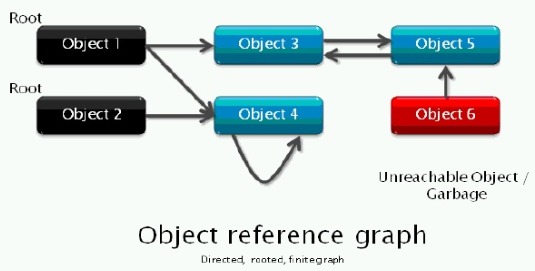 Root
Object 1
Object 3
Object 5
Root
Object 2
Object 4
Object 6
Unreachable Object /
Garbage
Object reference graph
Directed, rooted, finitegraph